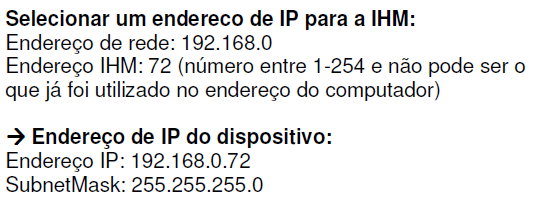 Selecionar um endereco de IP para a IHM:
Endereço de rede: 192.168.0
Endereço IHM: 72 (número entre 1-254 e não pode ser o
que já foi utilizado no endereço do computador)
→ Endereço de IP do dispositivo:
Endereço IP: 192.168.0.72
SubnetMask: 255.255.255.0